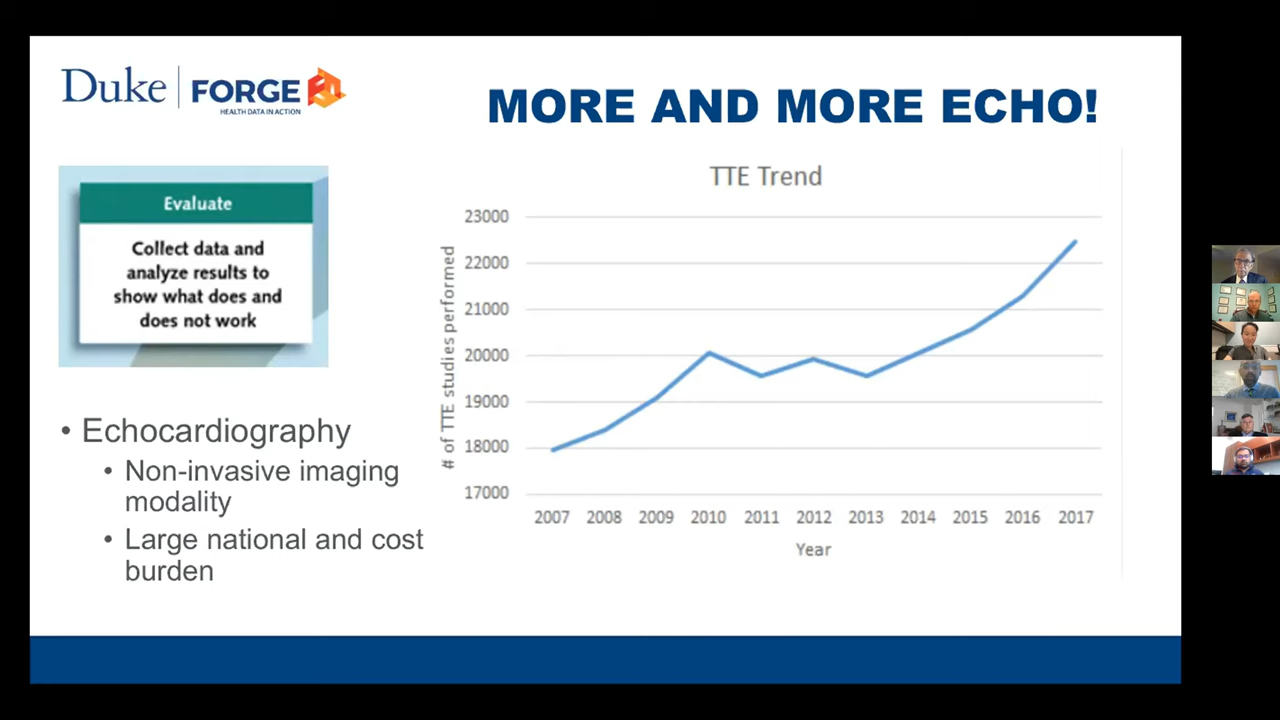 Duke FORGE
HEALTH DATA IN ACTION
MORE AND MORE ECHO!
Evaluate
Collect data and
analyze results to
show what does and
does not work
• Echocardiography
• Non-invasive imaging
modality
• Large national and cost
burden
TTE Trend
# of TTE studies performed
23000
22000
21000
20000
19000
18000
17000
2007 2008 2009 2010 2011 2012 2013 2014 2015 2016 2017
Year